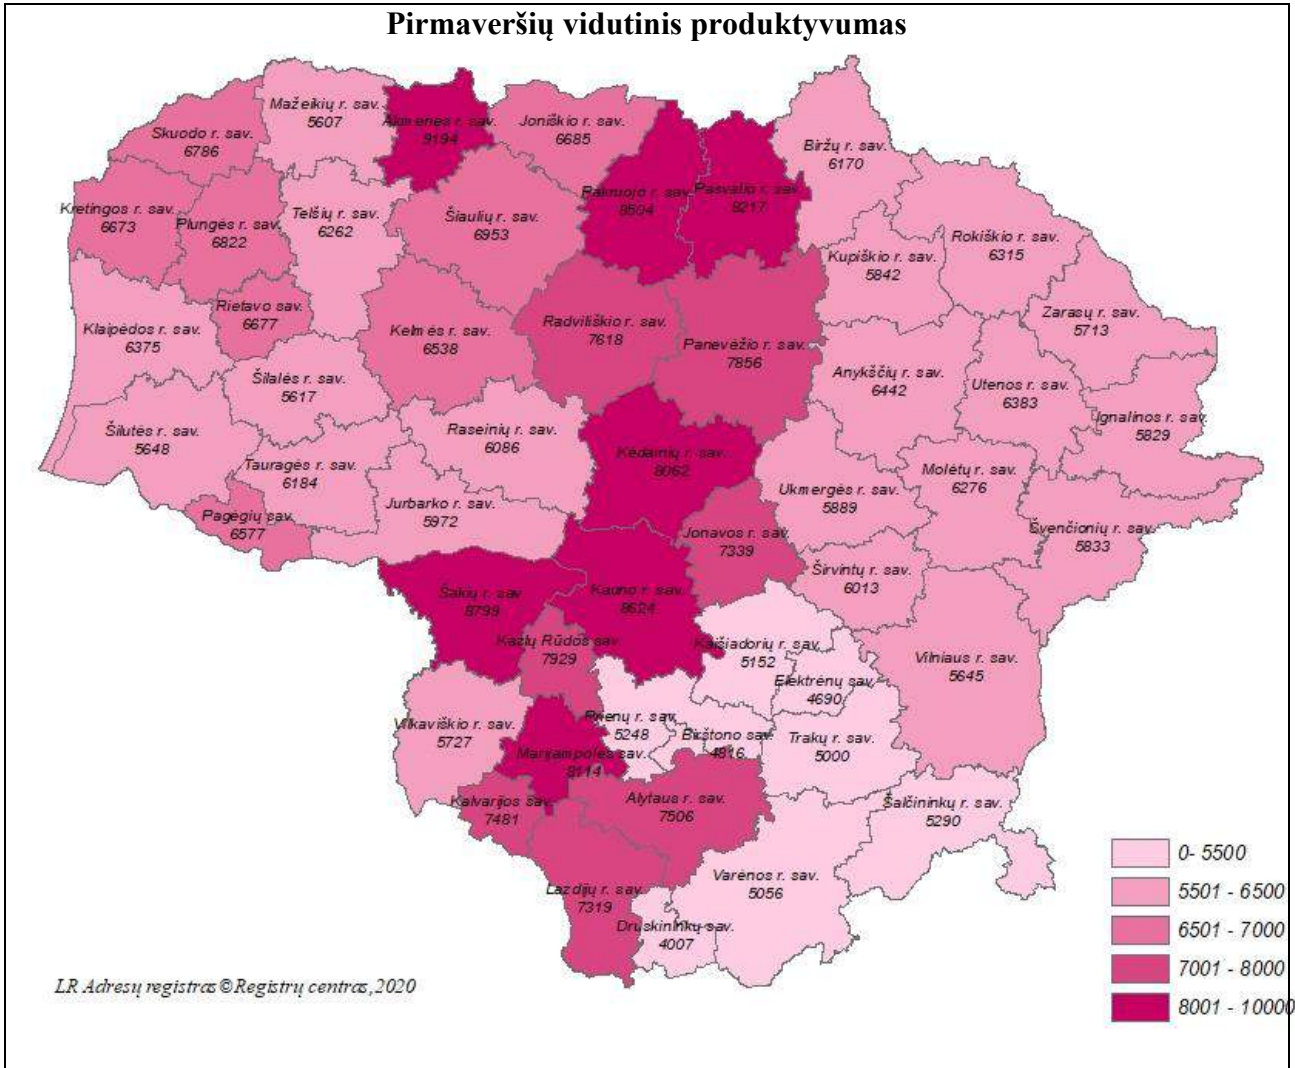 Pirmaveršių vidutinis produktyvumas
Mažeikių r. sav.
5607
Akmenės r. sav.
9194
Joniškio r. sav.
6685
Skuodo r. sav.
6786
Biržų r. sav.
6170
Pakruojo r. sav.
8504
Pasvalio r. sav.
8217
Kretingos r. sav.
6673
Plungės r. sav.
6822
Telšių r. sav.
6262
Šiaulių r. sav.
6953
Rokiškio r. sav.
6315
Kupiškio r. sav.
5842
Rietavo sav.
6677
Zarasų r. sav.
5713
Klaipėdos r. sav.
6375
Kelmės r. sav.
6538
Radviliškio r. sav.
7618
Panevėžio r. sav.
7856
Anykščių r. sav.
6442
Utenos r. sav.
6383
Šilalės r. sav.
5617
Ignalinos r. sav.
5829
Šilutės r. sav.
5648
Raseinių r. sav.
6086
Kėdainių r. sav.
8062
Tauragės r. sav.
6184
Molėtų r. sav.
6276
Ukmergės r. sav.
5889
Jurbarko r. sav.
5972
Pagėgių sav.
6577
Jonavos r. sav.
7339
Švenčionių r. sav.
5833
Širvintų r. sav.
6013
Šakių r. sav
8799
Kauno r. sav.
8624
Kazlų Rūdos sav.
7929
Kaišiadorių r. sav.
5152
Vilniaus r. sav.
5645
Elektrėnų sav.
4690
Vilkaviškio r. sav.
5727
Prienų r. sav.
5248
Birštono sav.
4816
Trakų r. sav.
5000
Marijampolės sav.
8114
Kalvarijos sav.
7481
Alytaus r. sav.
7506
Šalčininkų r. sav.
5290
Varėnos r. sav.
5056
Lazdijų r. sav.
7319
Druskininkų sav.
4007
0- 5500
5501 - 6500
6501 - 7000
7001 - 8000
8001 - 10000
LR Adresų registras©Registrų centras,2020